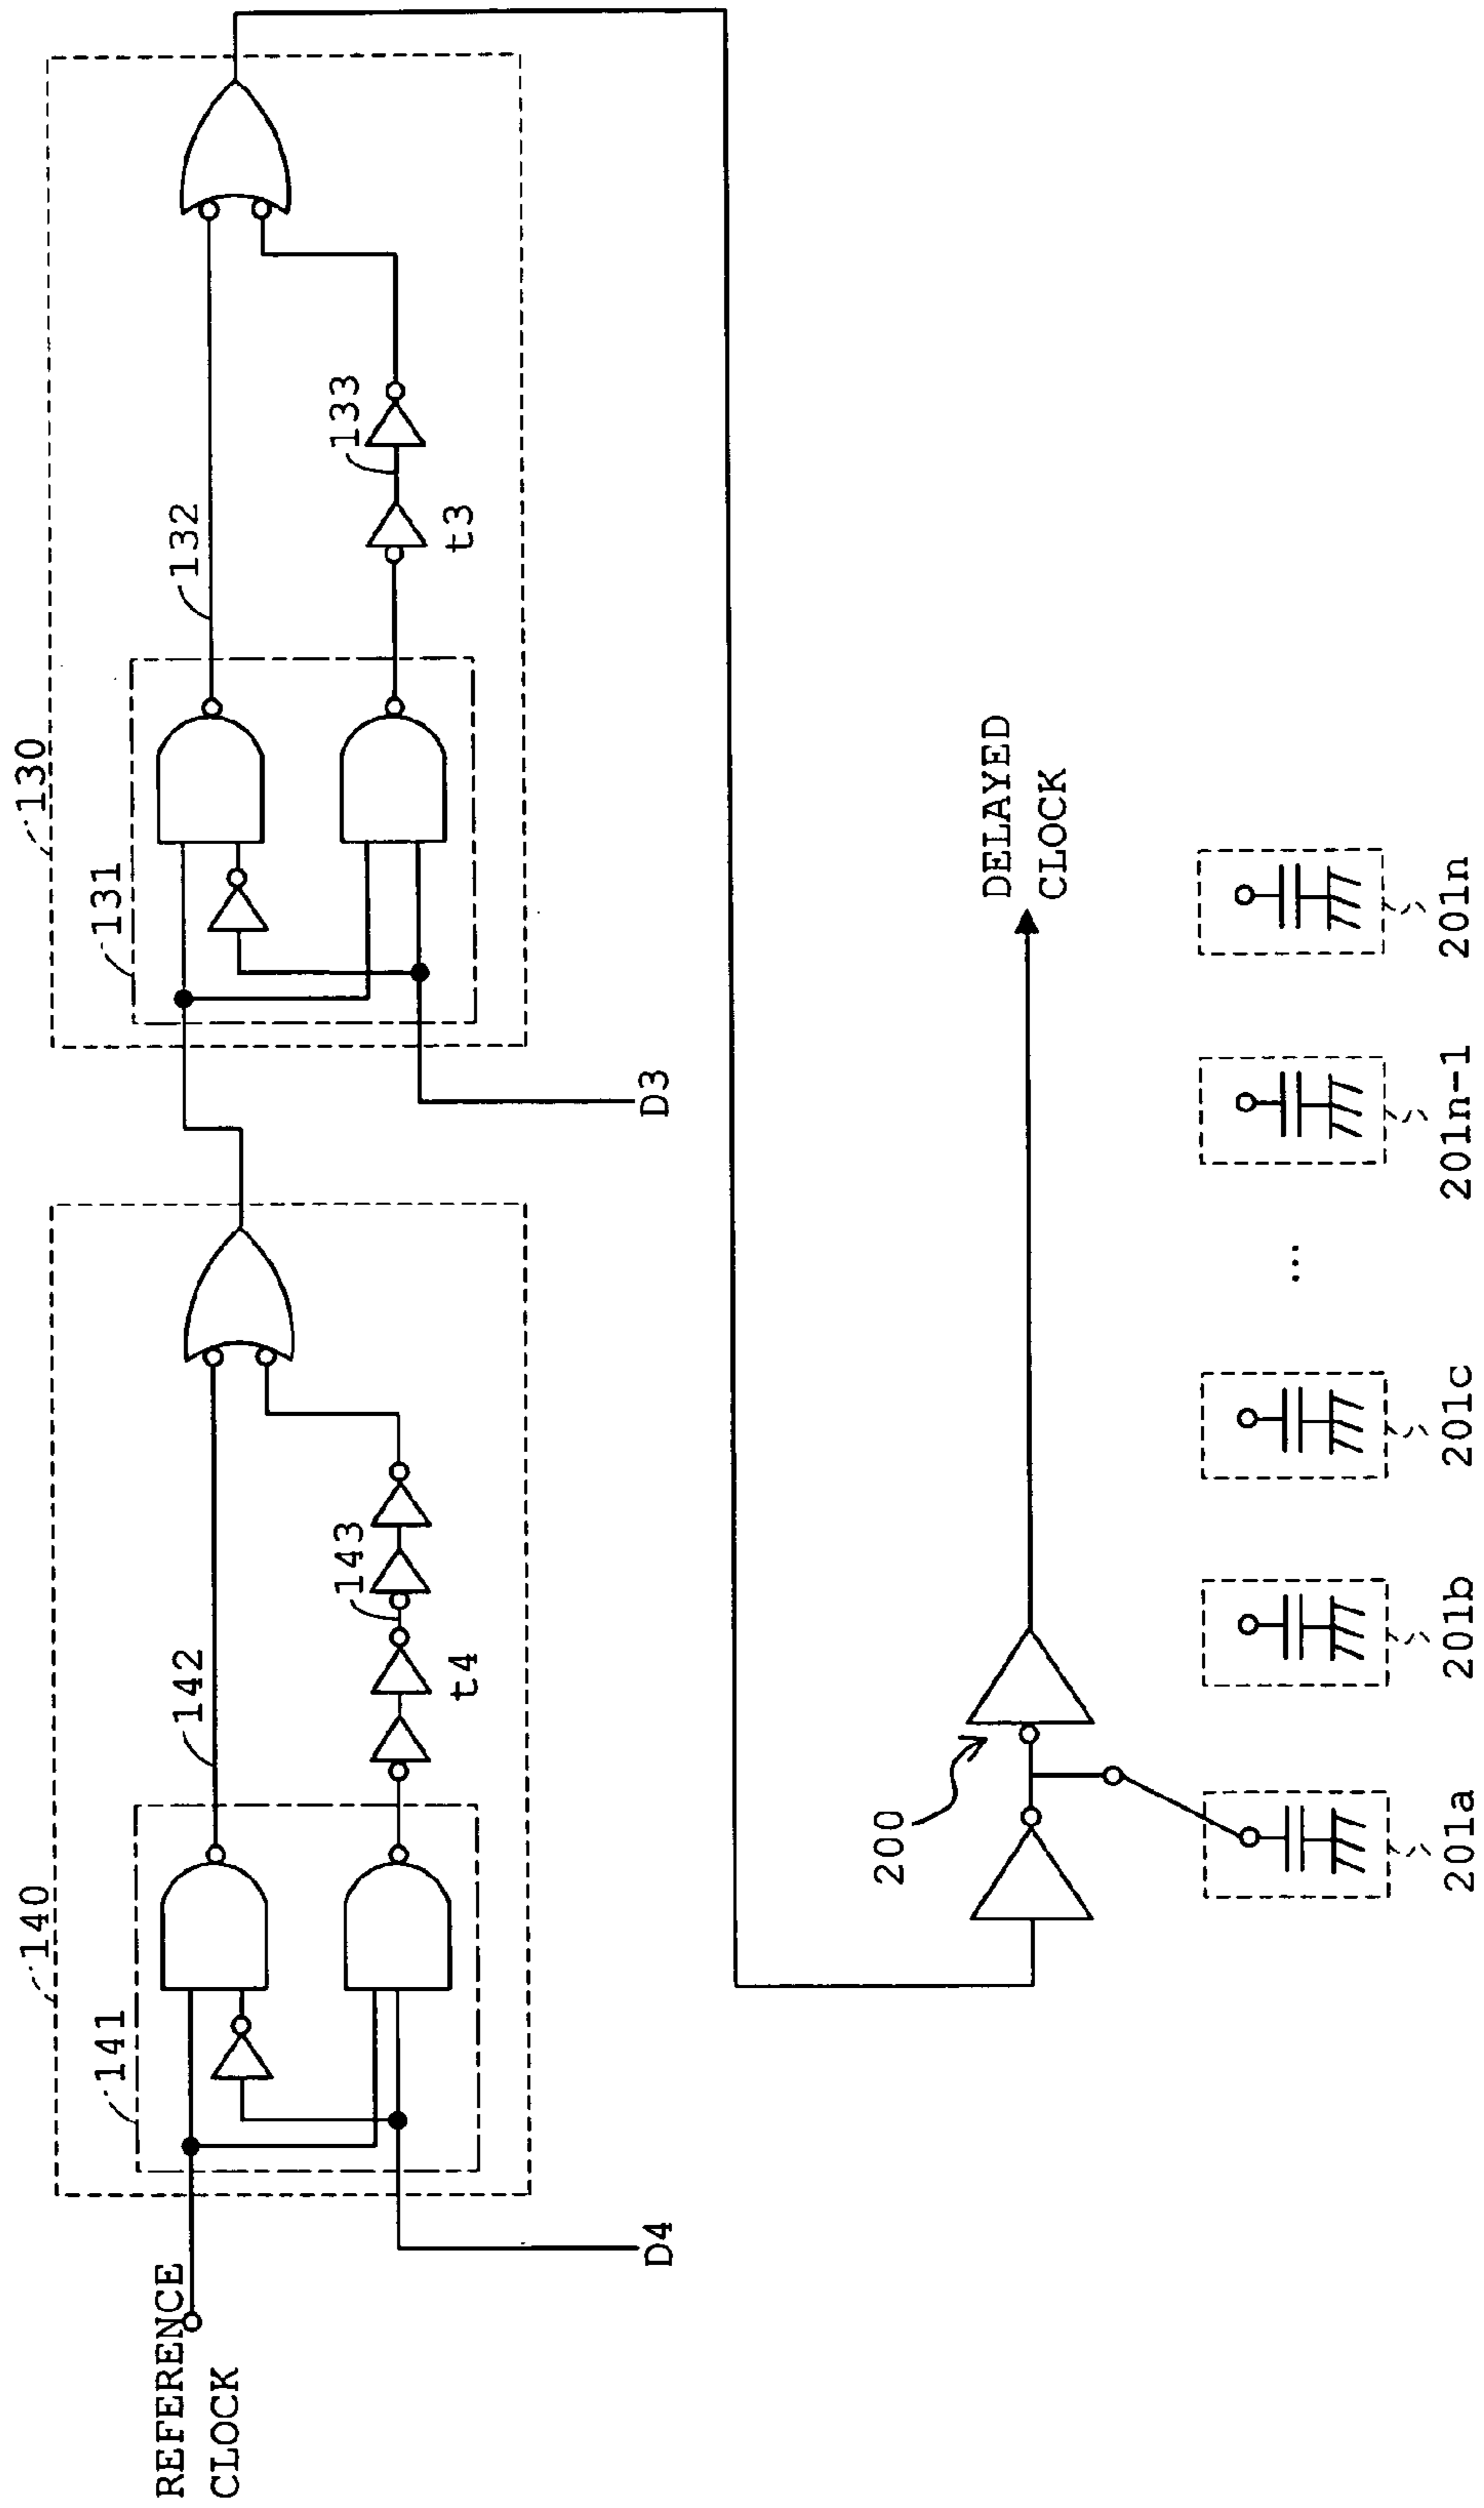 140
141
142
143
t4
REFERENCE
CLOCK
D4
130
131
132
133
t3
D3
200
DELAYED
CLOCK
201a
201b
201c
...
201n-1
201n